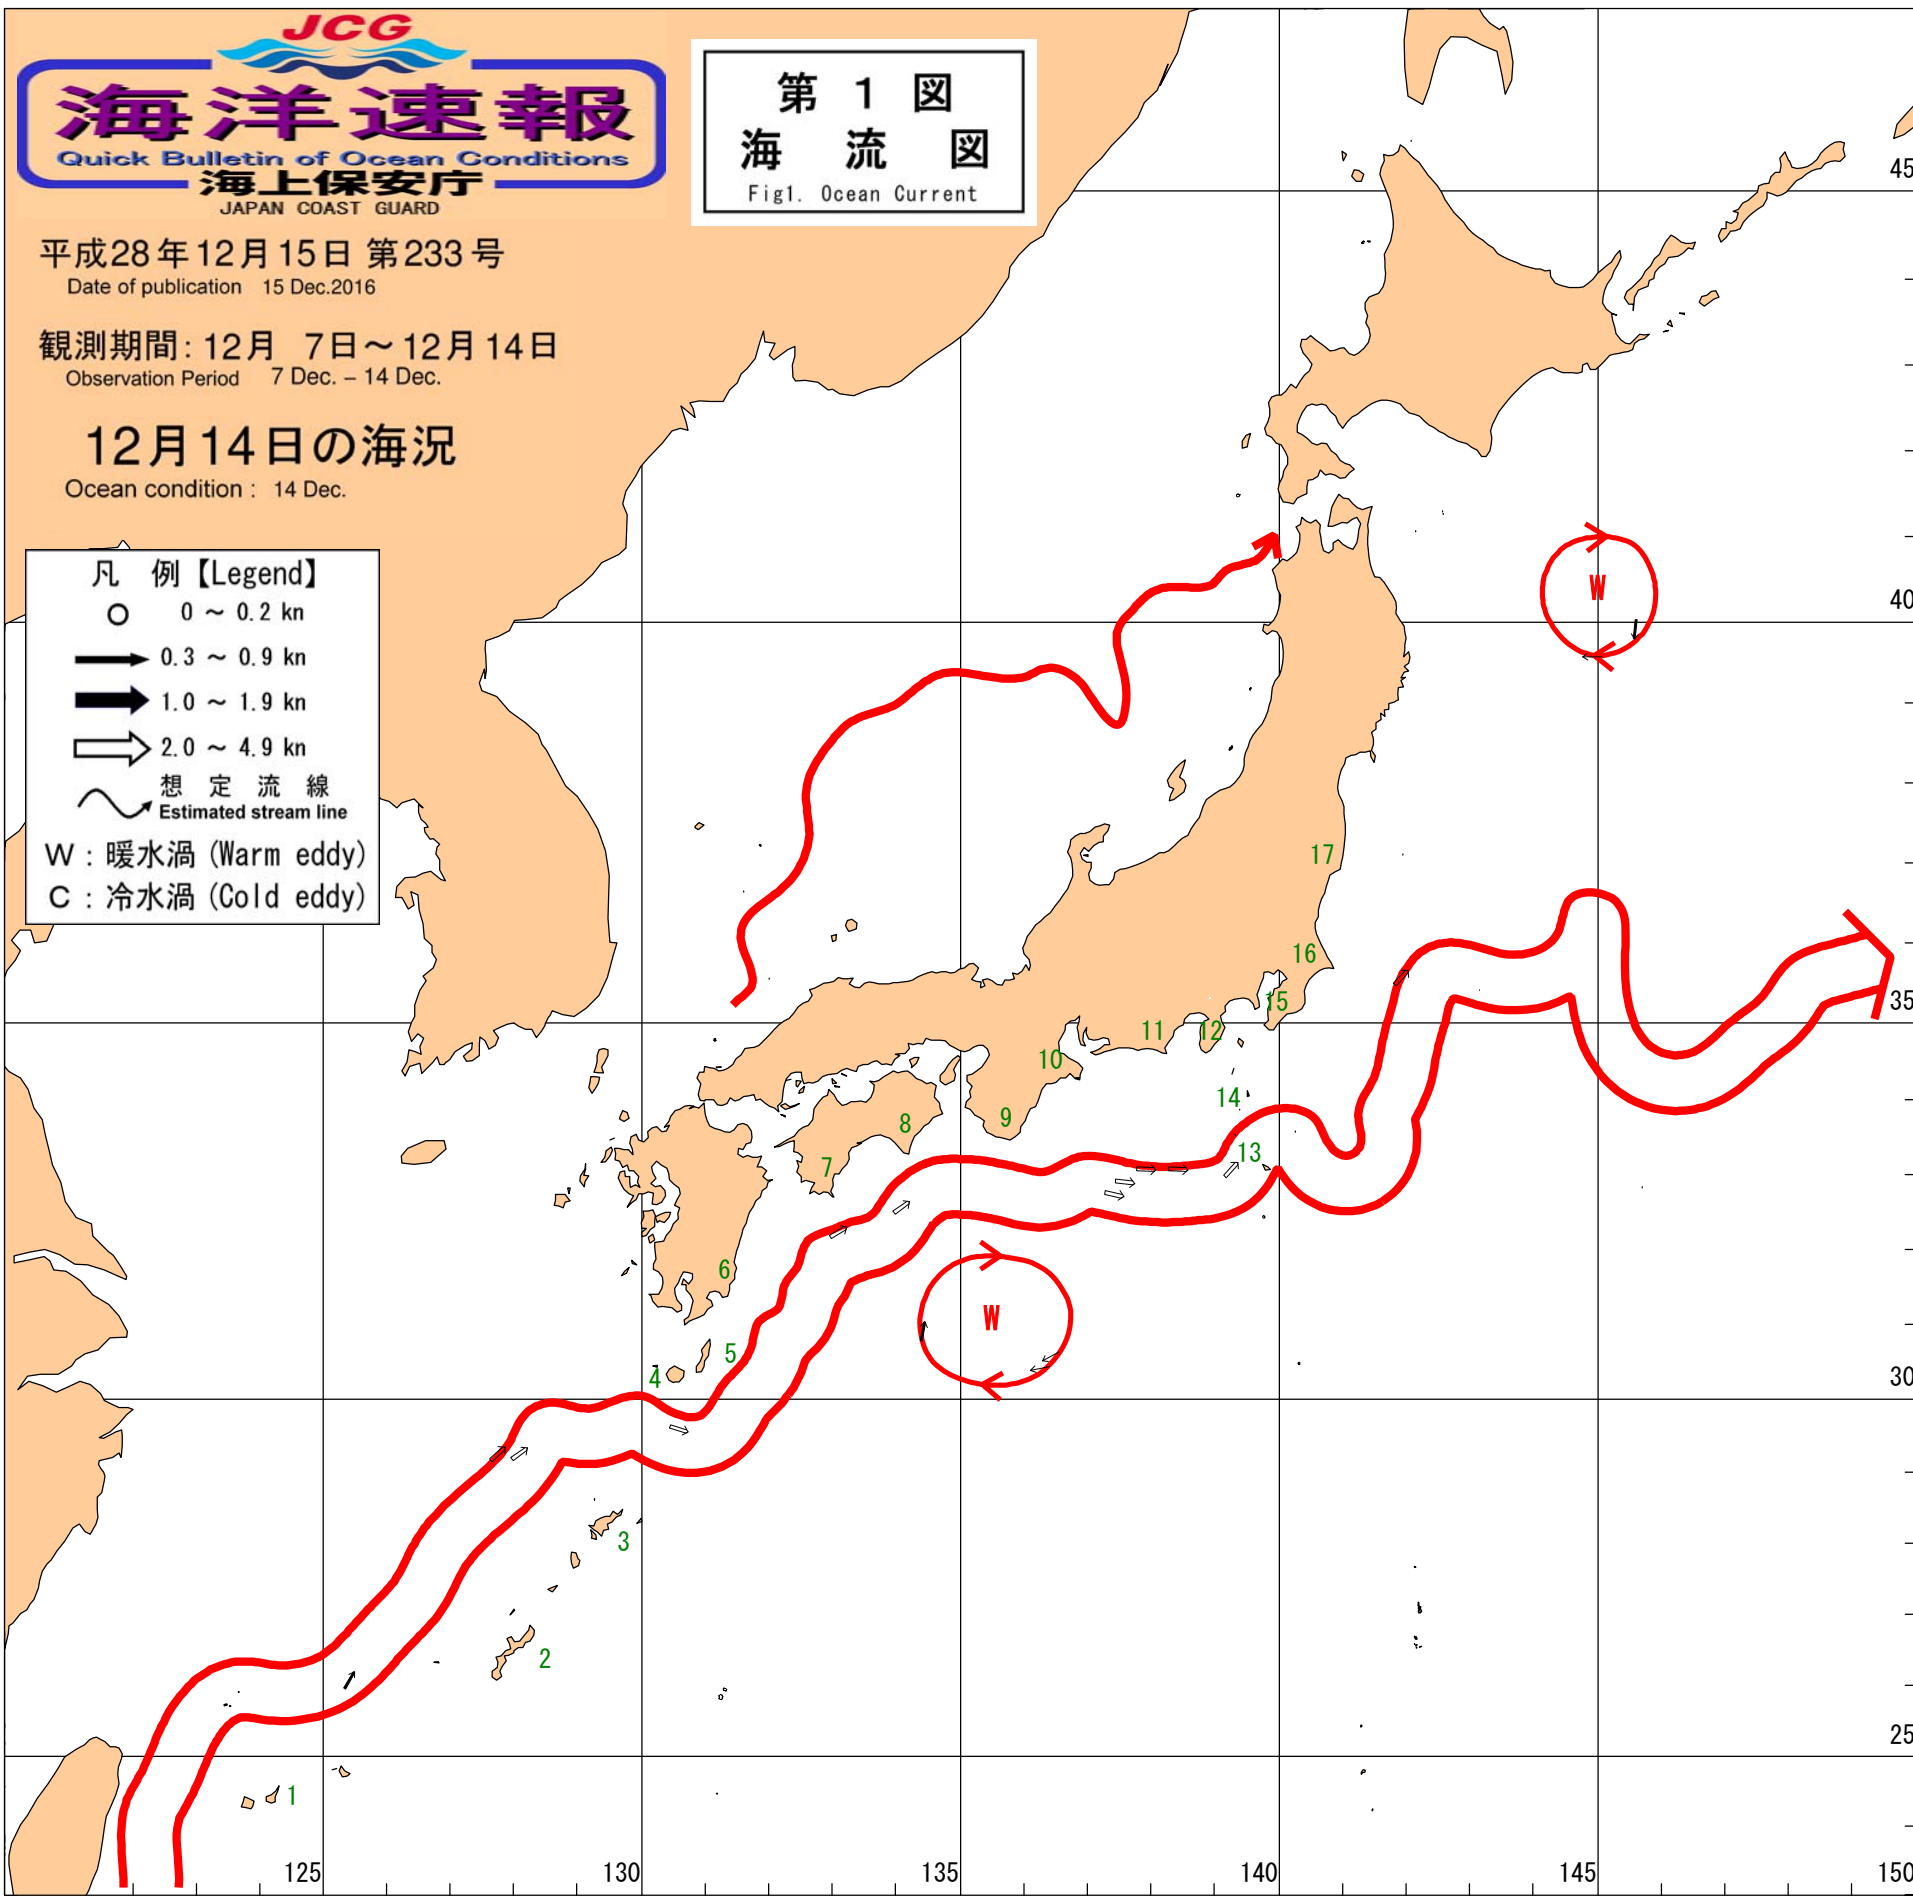 JCG
海洋速報
Quick Bulletin of Ocean Conditions
海上保安庁
JAPAN COAST GUARD
第 1 図
海 流 図
Fig1. Ocean Current
平成28年12月15日 第233号
Date of publication 15 Dec.2016
観測期間: 12月 7日～12月14日
Observation Period 7 Dec. – 14 Dec.
12月14日の海況
Ocean condition : 14 Dec.
凡 例【Legend】
0 ～ 0.2 kn
0.3 ～ 0.9 kn
1.0 ～ 1.9 kn
2.0 ～ 4.9 kn
想 定 流 線
Estimated stream line
W : 暖水渦 (Warm eddy)
C : 冷水渦 (Cold eddy)
45
40
W
17
16
35
15
12
11
10
14
9
8
13
7
6
W
5
4
30
3
2
25
1
125
130
135
140
145
150